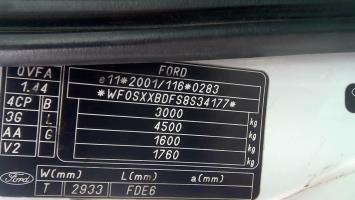 QVFA
FORD
1.44
e11*2001/116*0283
4CP B
*WF0SXXBDFS8S34177*
3G L
3000 kg
4500 kg
AA G
1600 kg
V2
1760 kg
Ford
W(mm) L(mm) a(mm)
T 2933 FDE6